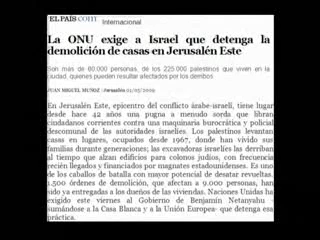 EL PAÍS.com
Internacional
La ONU exige a Israel que detenga la
demolición de casas en Jerusalén Este
Son más de 60.000 personas, de los 225.000 palestinos que viven en la
ciudad, quienes pueden resultar afectados por los derribos
JUAN MIGUEL MUÑOZ - Jerusalén - 01/05/2009
En Jerusalén Este, epicentro del conflicto árabe-israelí, tiene lugar
desde hace 42 años una pugna a menudo sorda que libran
ciudadanos corrientes contra una maquinaria burocrática y policial
descomunal de las autoridades israelíes. Los palestinos levantan
casas en lugares, ocupados desde 1967, donde han vivido sus
familias durante generaciones; las excavadoras israelíes las derriban
al tiempo que alzan edificios para colonos judíos, con frecuencia
recién llegados y financiados por magnates estadounidenses. Es uno
de los caballos de batalla con mayor potencial de desatar revueltas.
1.500 órdenes de demolición, que afectan a 9.000 personas, han
sido ya entregadas a los dueños de las viviendas. Naciones Unidas ha
exigido este viernes al Gobierno de Benjamín Netanyahu -
sumándose a la Casa Blanca y a la Unión Europea- que detenga esa
práctica.